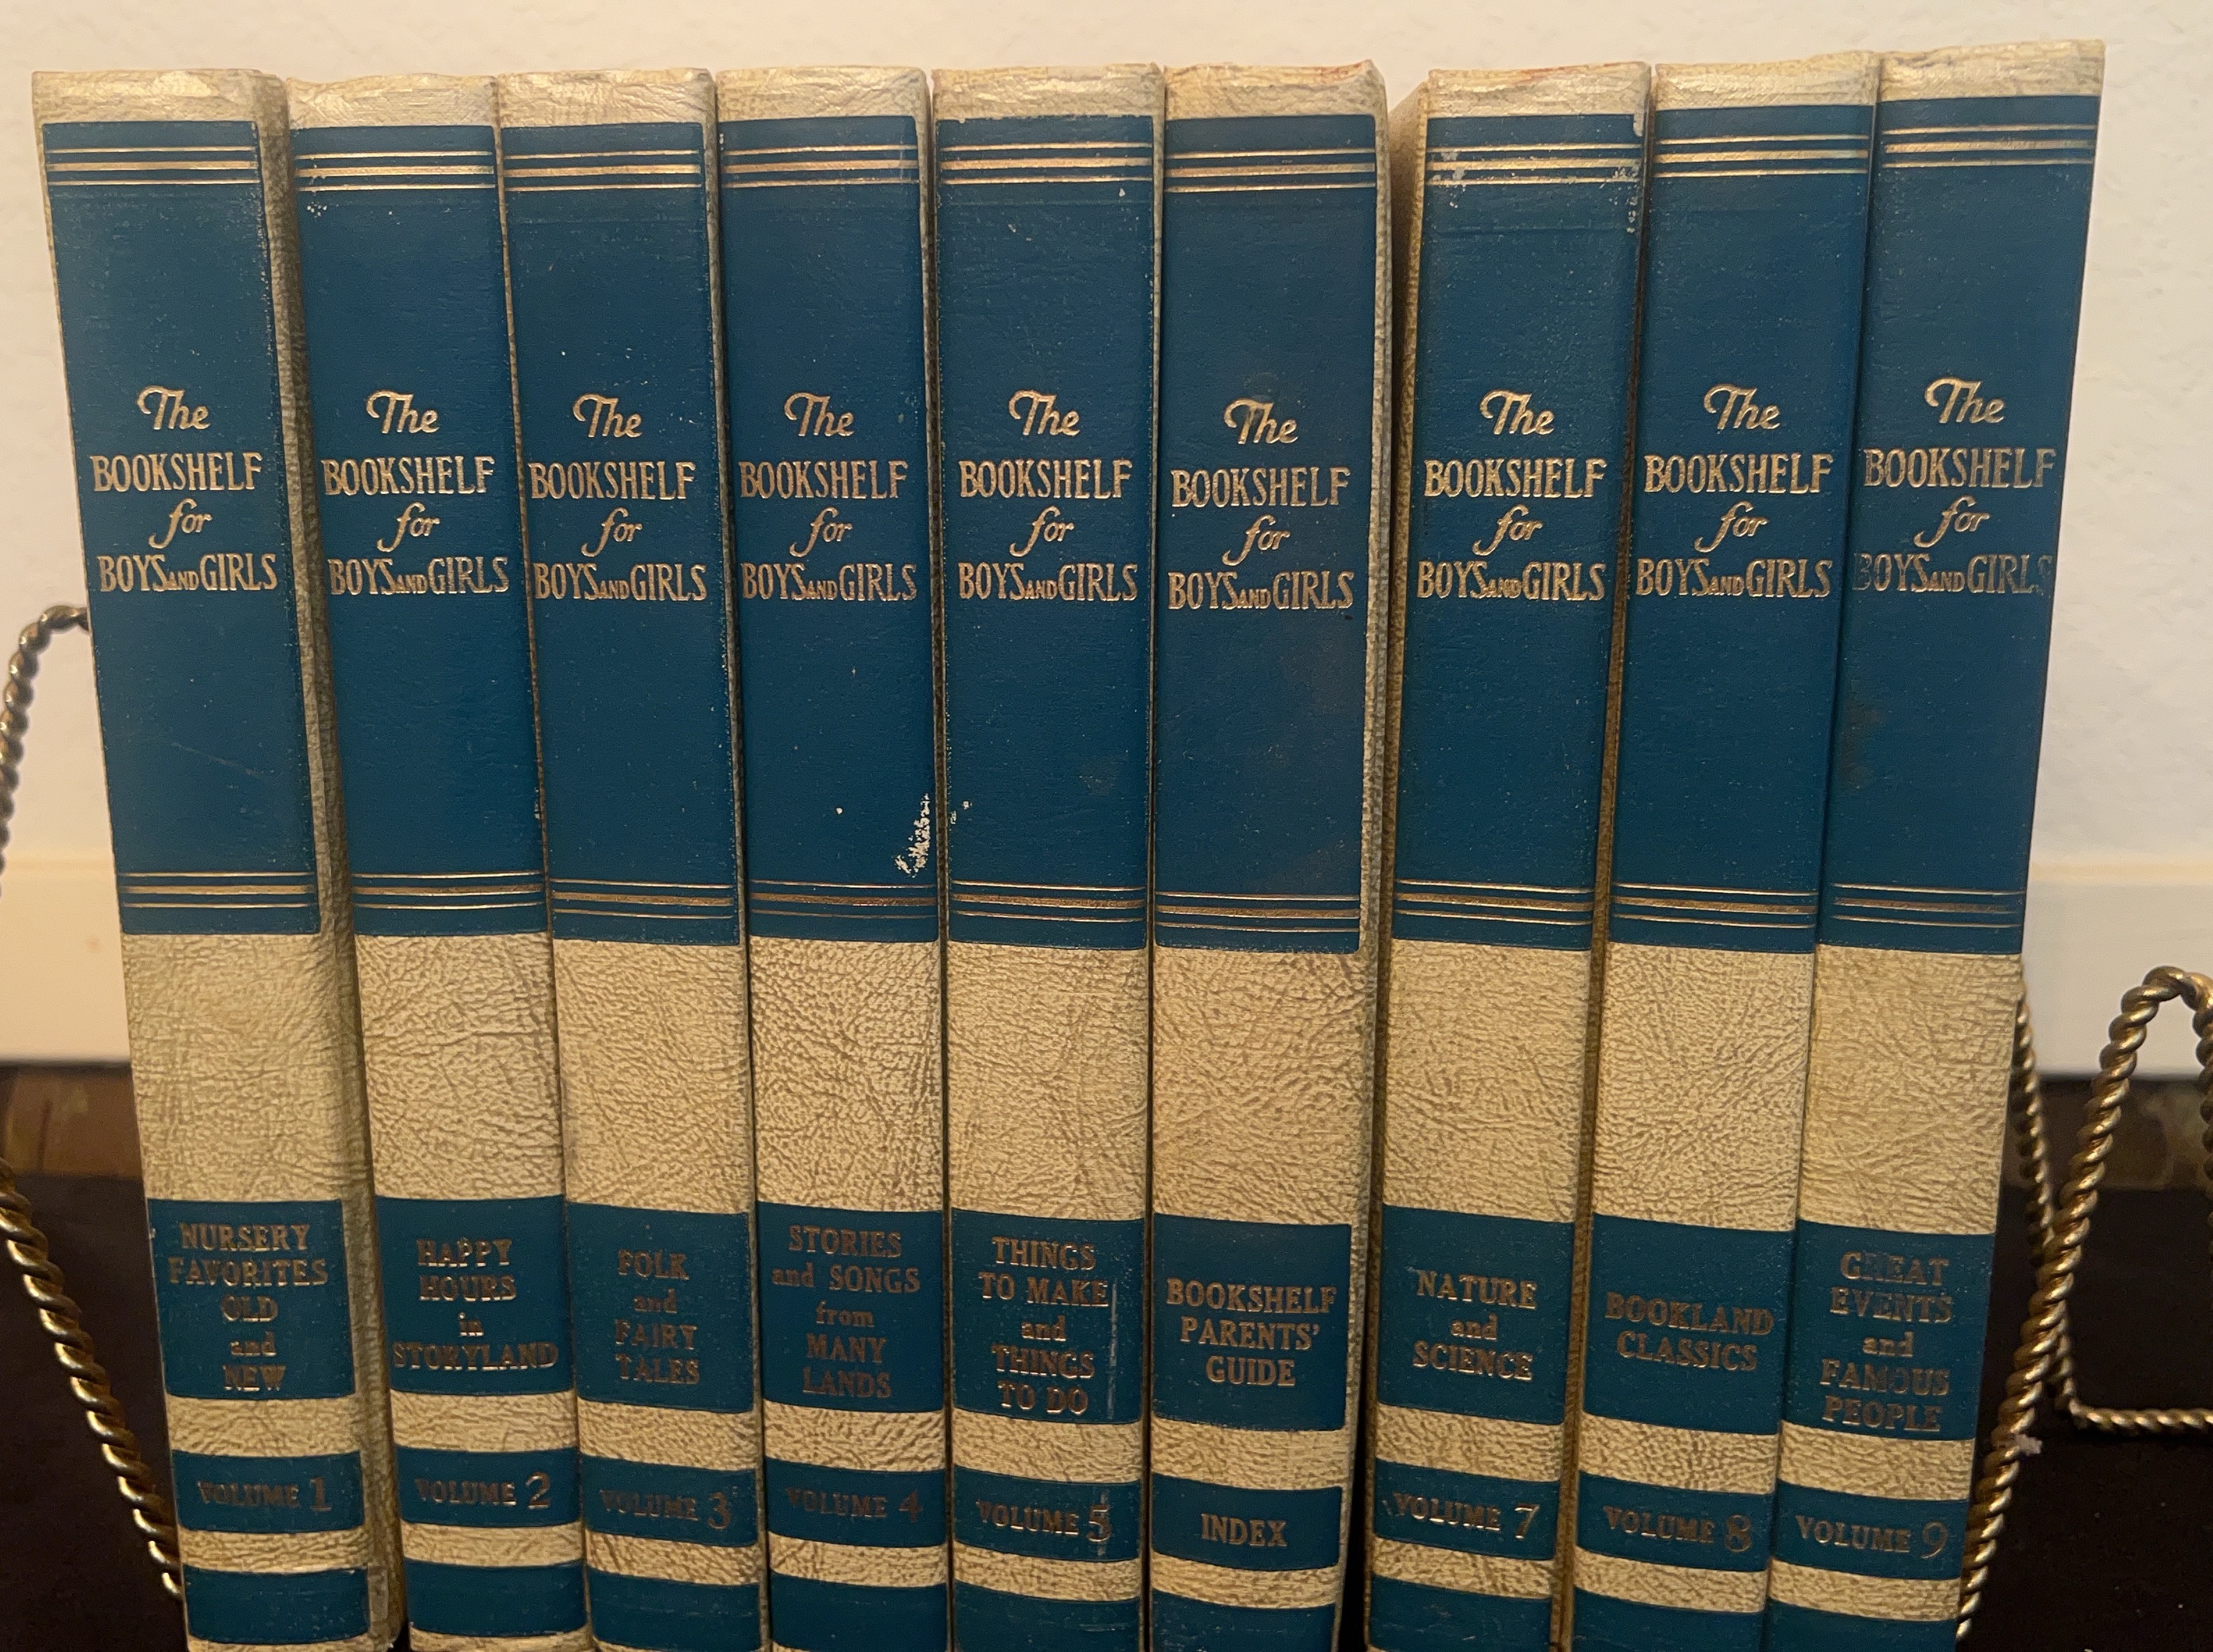 The
BOOKSHELF
for
BOYS AND GIRLS
NURSERY
FAVORITES
OLD
and
NEW
VOLUME 1
The
BOOKSHELF
for
BOYS AND GIRLS
HAPPY
HOURS
in
STORYLAND
VOLUME 2
The
BOOKSHELF
for
BOYS AND GIRLS
FOLK
and
FAIRY
TALES
VOLUME 3
The
BOOKSHELF
for
BOYS AND GIRLS
STORIES
and SONGS
from
MANY
LANDS
VOLUME 4
The
BOOKSHELF
for
BOYS AND GIRLS
THINGS
TO MAKE
and
THINGS
TO DO
VOLUME 5
The
BOOKSHELF
for
BOYS AND GIRLS
BOOKSHELF
PARENTS'
GUIDE
INDEX
The
BOOKSHELF
for
BOYS AND GIRLS
NATURE
and
SCIENCE
VOLUME 7
The
BOOKSHELF
for
BOYS AND GIRLS
BOOKLAND
CLASSICS
VOLUME 8
The
BOOKSHELF
for
BOYS AND GIRLS
GREAT
EVENTS
and
FAMOUS
PEOPLE
VOLUME 9